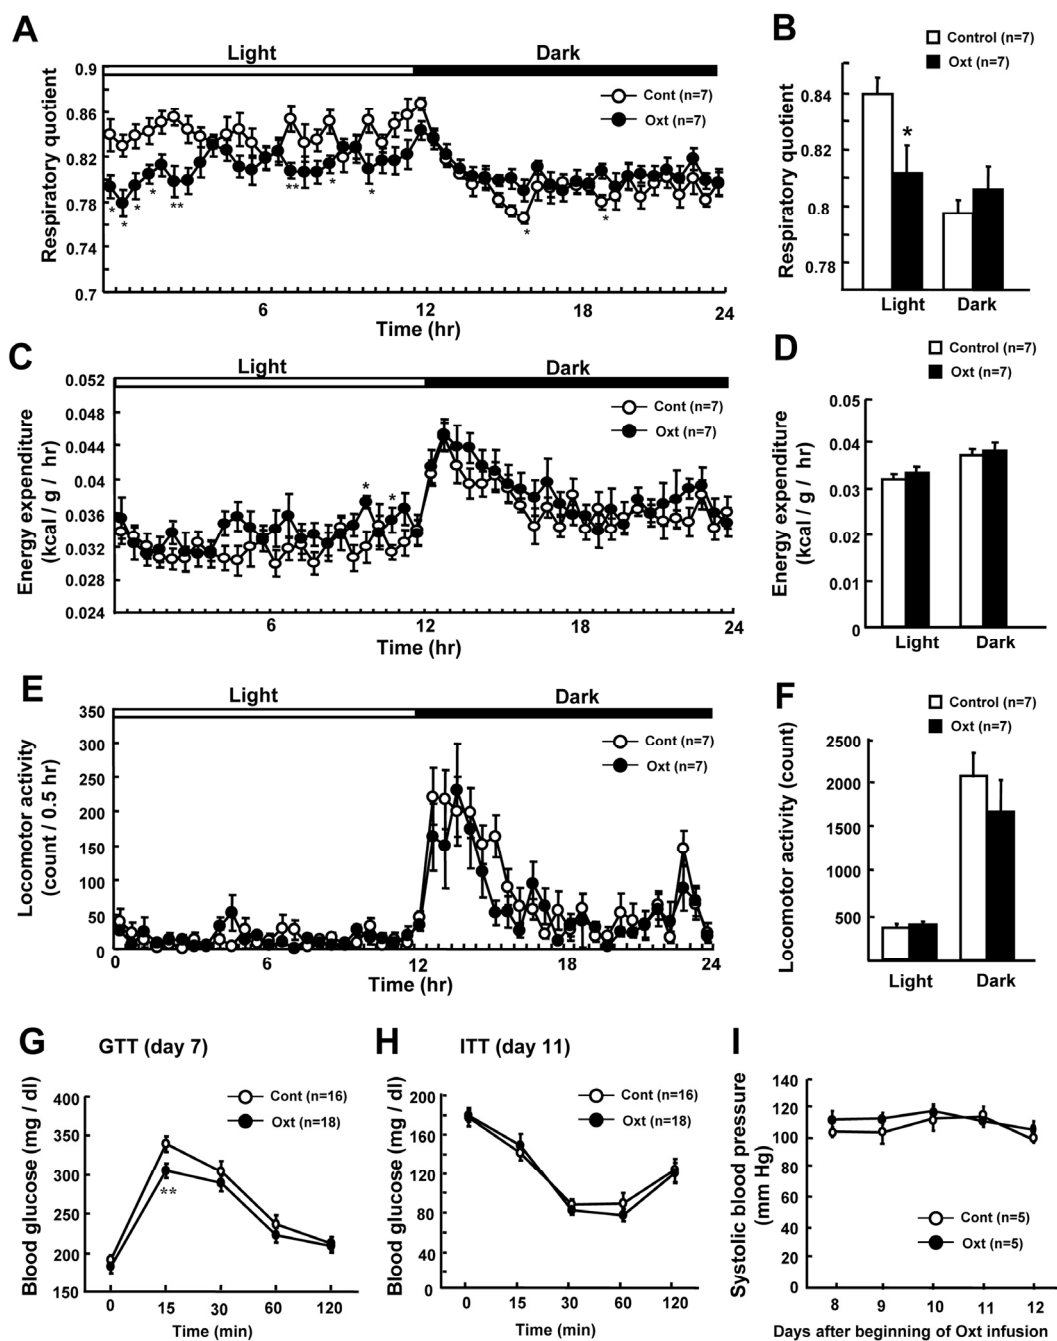 A
Light
Dark
Respiratory quotient
0.9
0.86
0.82
0.78
0.74
0.7
Cont (n=7)
Oxt (n=7)
*
*
*
*
**
**
*
*
*
*
6
12
18
24
Time (hr)
B
Control (n=7)
Oxt (n=7)
Respiratory quotient
0.84
0.82
0.8
0.78
*
Light
Dark
C
Light
Dark
Energy expenditure
(kcal / g / hr)
0.052
0.048
0.044
0.040
0.036
0.032
0.028
0.024
Cont (n=7)
Oxt (n=7)
*
*
6
12
18
24
Time (hr)
D
Control (n=7)
Oxt (n=7)
Energy expenditure
(kcal / g / hr)
0.05
0.04
0.03
0.02
0.01
0
Light
Dark
E
Light
Dark
Locomotor activity
(count / 0.5 hr)
350
300
250
200
150
100
50
0
Cont (n=7)
Oxt (n=7)
0
6
12
18
24
Time (hr)
F
Control (n=7)
Oxt (n=7)
Locomotor activity (count)
2500
2000
1500
1000
500
Light
Dark
G
GTT (day 7)
Blood glucose (mg / dl)
400
350
300
250
200
150
Cont (n=16)
Oxt (n=18)
**
0
15
30
60
120
Time (min)
H
ITT (day 11)
Blood glucose (mg / dl)
200
160
120
80
40
0
Cont (n=16)
Oxt (n=18)
0
15
30
60
120
Time (min)
I
Systolic blood pressure
(mm Hg)
140
120
100
80
60
40
20
0
Cont (n=5)
Oxt (n=5)
8
9
10
11
12
Days after beginning of Oxt infusion